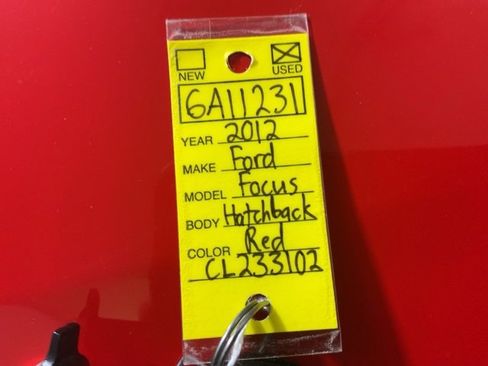 NEW USED
6A11231
YEAR 2012
MAKE Ford
MODEL Focus
BODY Hatchback
COLOR Red
CL233102